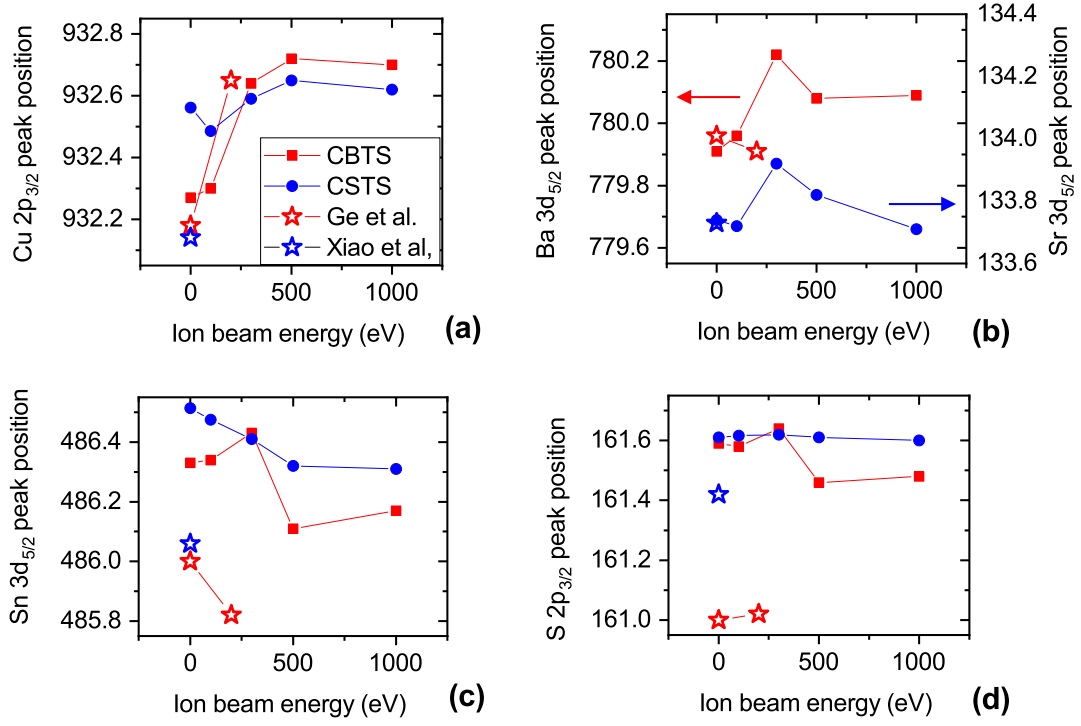 932.8
932.6
932.4
932.2
Cu 2p3/2 peak position
CBTS
CSTS
Ge et al.
Xiao et al,
0 500 1000
Ion beam energy (eV)
(a)
780.2
780.0
779.8
779.6
Ba 3d5/2 peak position
134.4
134.2
134.0
133.8
133.6
Sr 3d5/2 peak position
0 500 1000
Ion beam energy (eV)
(b)
486.4
486.2
486.0
485.8
Sn 3d5/2 peak position
0 500 1000
Ion beam energy (eV)
(c)
161.6
161.4
161.2
161.0
S 2p3/2 peak position
0 500 1000
Ion beam energy (eV)
(d)